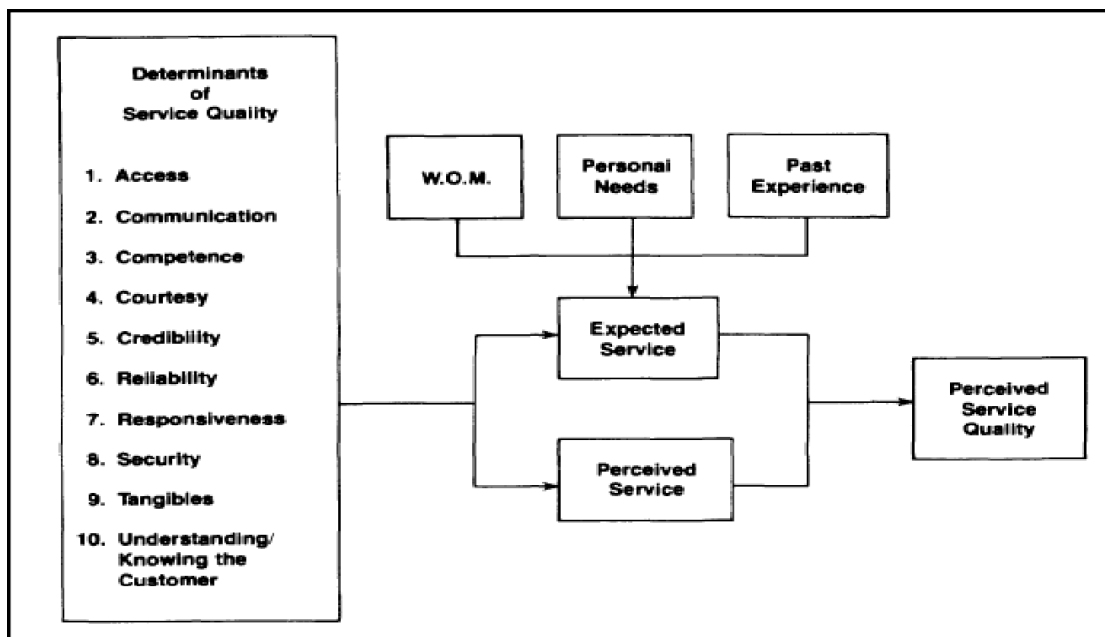 Determinants
of
Service Quality
1. Access
2. Communication
3. Competence
4. Courtesy
5. Credibility
6. Reliability
7. Responsiveness
8. Security
9. Tangibles
10. Understanding/
Knowing the
Customer
W.O.M.
Personal
Needs
Past
Experience
Expected
Service
Perceived
Service
Perceived
Service
Quality